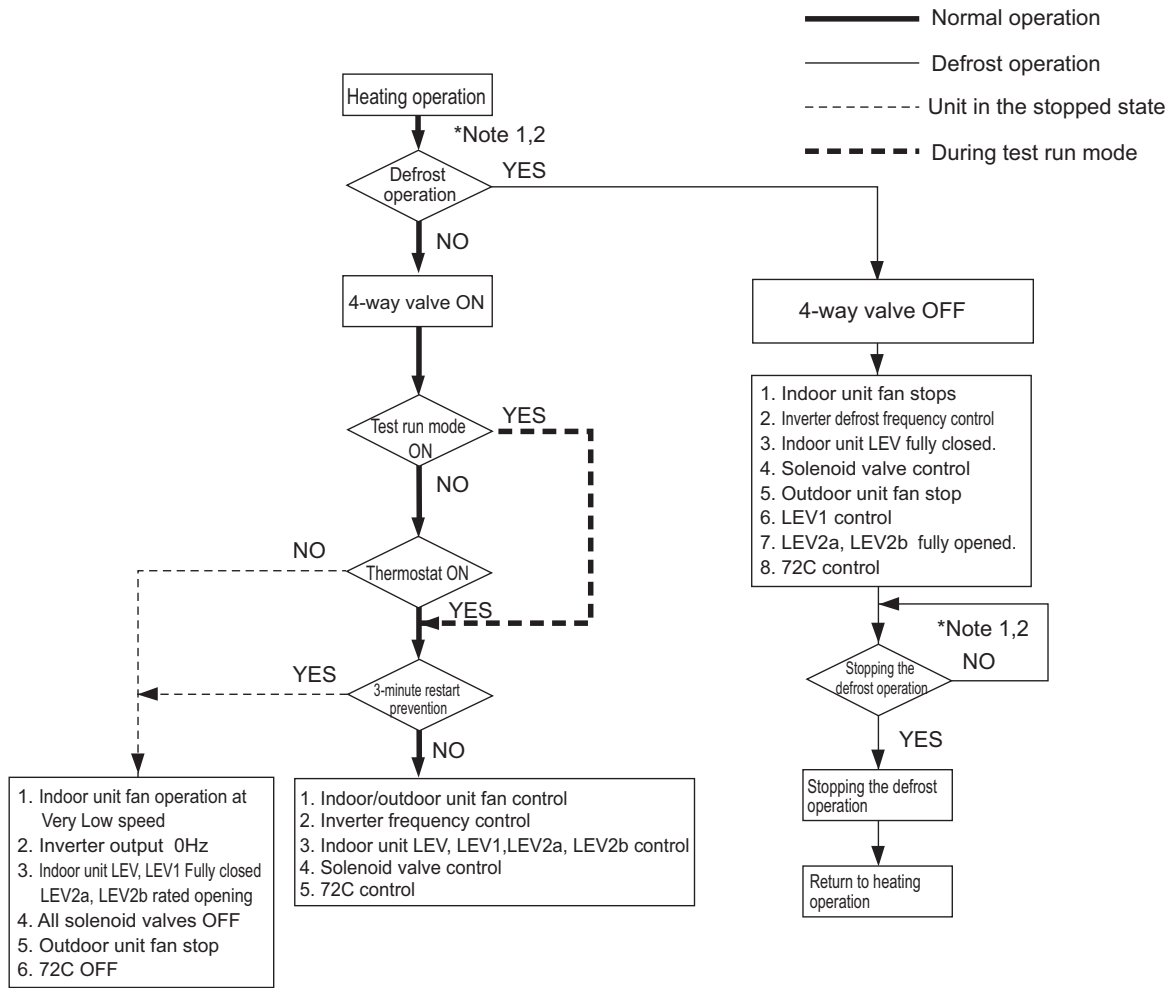 Normal operation
Defrost operation
Unit in the stopped state
During test run mode
Heating operation
*Note 1,2
Defrost
operation
YES
NO
4-way valve ON
4-way valve OFF
Test run mode
ON
YES
NO
1. Indoor unit fan stops
2. Inverter defrost frequency control
3. Indoor unit LEV fully closed.
4. Solenoid valve control
5. Outdoor unit fan stop
6. LEV1 control
7. LEV2a, LEV2b fully opened.
8. 72C control
NO
Thermostat ON
YES
*Note 1,2
NO
Stopping the
defrost operation
YES
YES
3-minute restart
prevention
NO
Stopping the defrost
operation
Return to heating
operation
1. Indoor unit fan operation at
Very Low speed
2. Inverter output 0Hz
3. Indoor unit LEV, LEV1 Fully closed
LEV2a, LEV2b rated opening
4. All solenoid valves OFF
5. Outdoor unit fan stop
6. 72C OFF
1. Indoor/outdoor unit fan control
2. Inverter frequency control
3. Indoor unit LEV, LEV1,LEV2a, LEV2b control
4. Solenoid valve control
5. 72C control